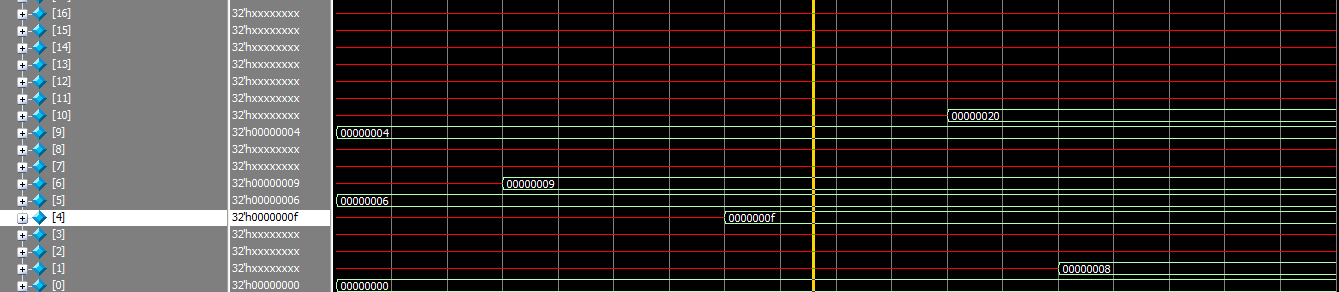 [16] 32'hxxxxxxxx
[15] 32'hxxxxxxxx
[14] 32'hxxxxxxxx
[13] 32'hxxxxxxxx
[12] 32'hxxxxxxxx
[11] 32'hxxxxxxxx
[10] 32'hxxxxxxxx 00000020
[9] 32'h00000004 00000004
[8] 32'hxxxxxxxx
[7] 32'hxxxxxxxx
[6] 32'h00000009 00000009
[5] 32'h00000006 00000006
[4] 32'h0000000f 0000000f
[3] 32'hxxxxxxxx
[2] 32'hxxxxxxxx
[1] 32'hxxxxxxxx 00000008
[0] 32'h00000000 00000000